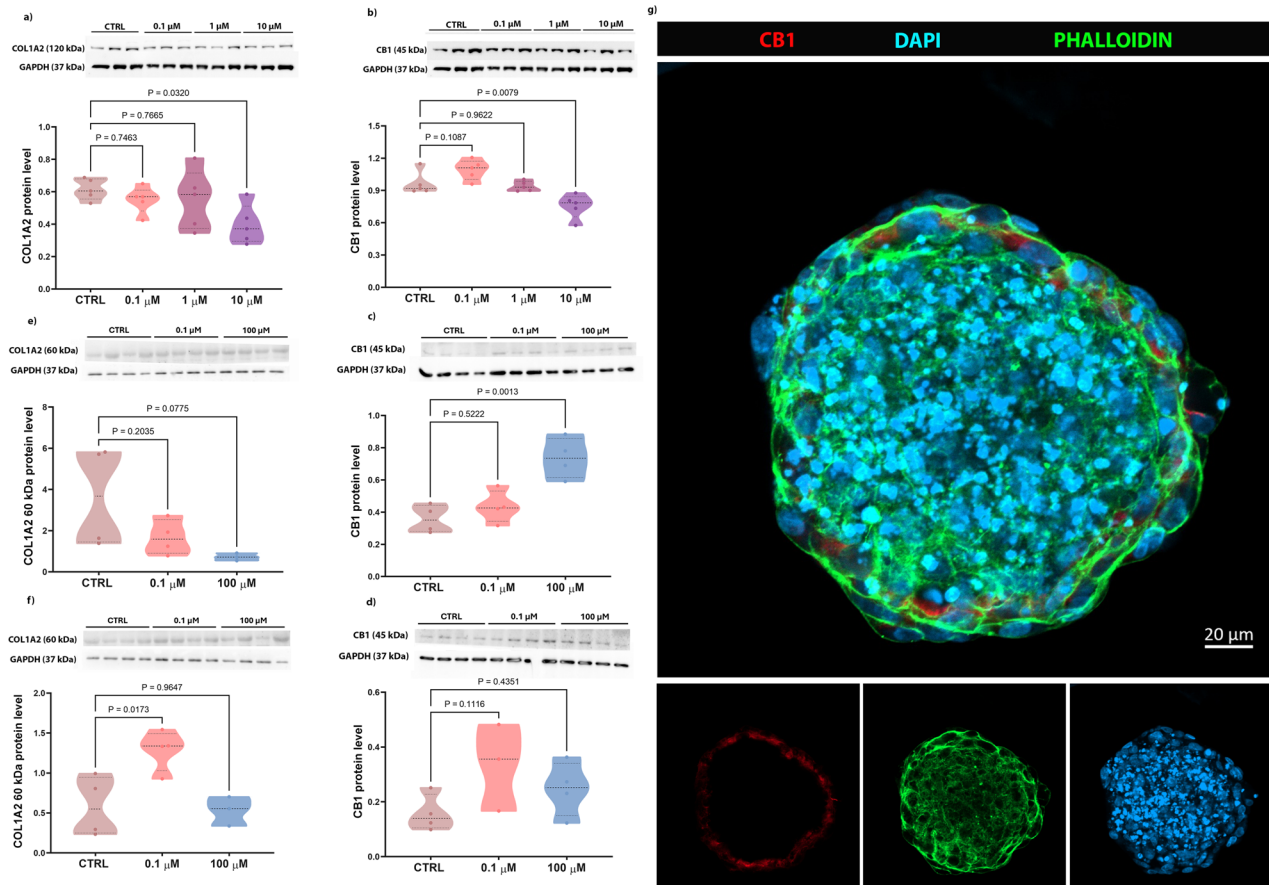 a)
CTRL 0.1 μM 1 μM 10 μM
COL1A2 (120 kDa)
GAPDH (37 kDa)
P = 0.0320
P = 0.7665
P = 0.7463
COL1A2 protein level
1.0
0.8
0.6
0.4
0.2
0.0
CTRL 0.1 μM 1 μM 10 μM
b)
CTRL 0.1 μM 1 μM 10 μM
CB1 (45 kDa)
GAPDH (37 kDa)
P = 0.0079
P = 0.9622
P = 0.1087
CB1 protein level
1.5
1.2
0.9
0.6
0.3
0.0
CTRL 0.1 μM 1 μM 10 μM
e)
CTRL 0.1 μM 100 μM
COL1A2 (60 kDa)
GAPDH (37 kDa)
P = 0.0775
P = 0.2035
COL1A2 60 kDa protein level
8
6
4
2
0
CTRL 0.1 μM 100 μM
c)
CTRL 0.1 μM 100 μM
CB1 (45 kDa)
GAPDH (37 kDa)
P = 0.0013
P = 0.5222
CB1 protein level
1.0
0.8
0.6
0.4
0.2
0.0
CTRL 0.1 μM 100 μM
f)
CTRL 0.1 μM 100 μM
COL1A2 (60 kDa)
GAPDH (37 kDa)
P = 0.9647
P = 0.0173
COL1A2 60 kDa protein level
2.0
1.5
1.0
0.5
0.0
CTRL 0.1 μM 100 μM
d)
CTRL 0.1 μM 100 μM
CB1 (45 kDa)
GAPDH (37 kDa)
P = 0.4351
P = 0.1116
CB1 protein level
0.6
0.4
0.2
0.0
CTRL 0.1 μM 100 μM
g)
CB1 DAPI PHALLOIDIN
20 μm